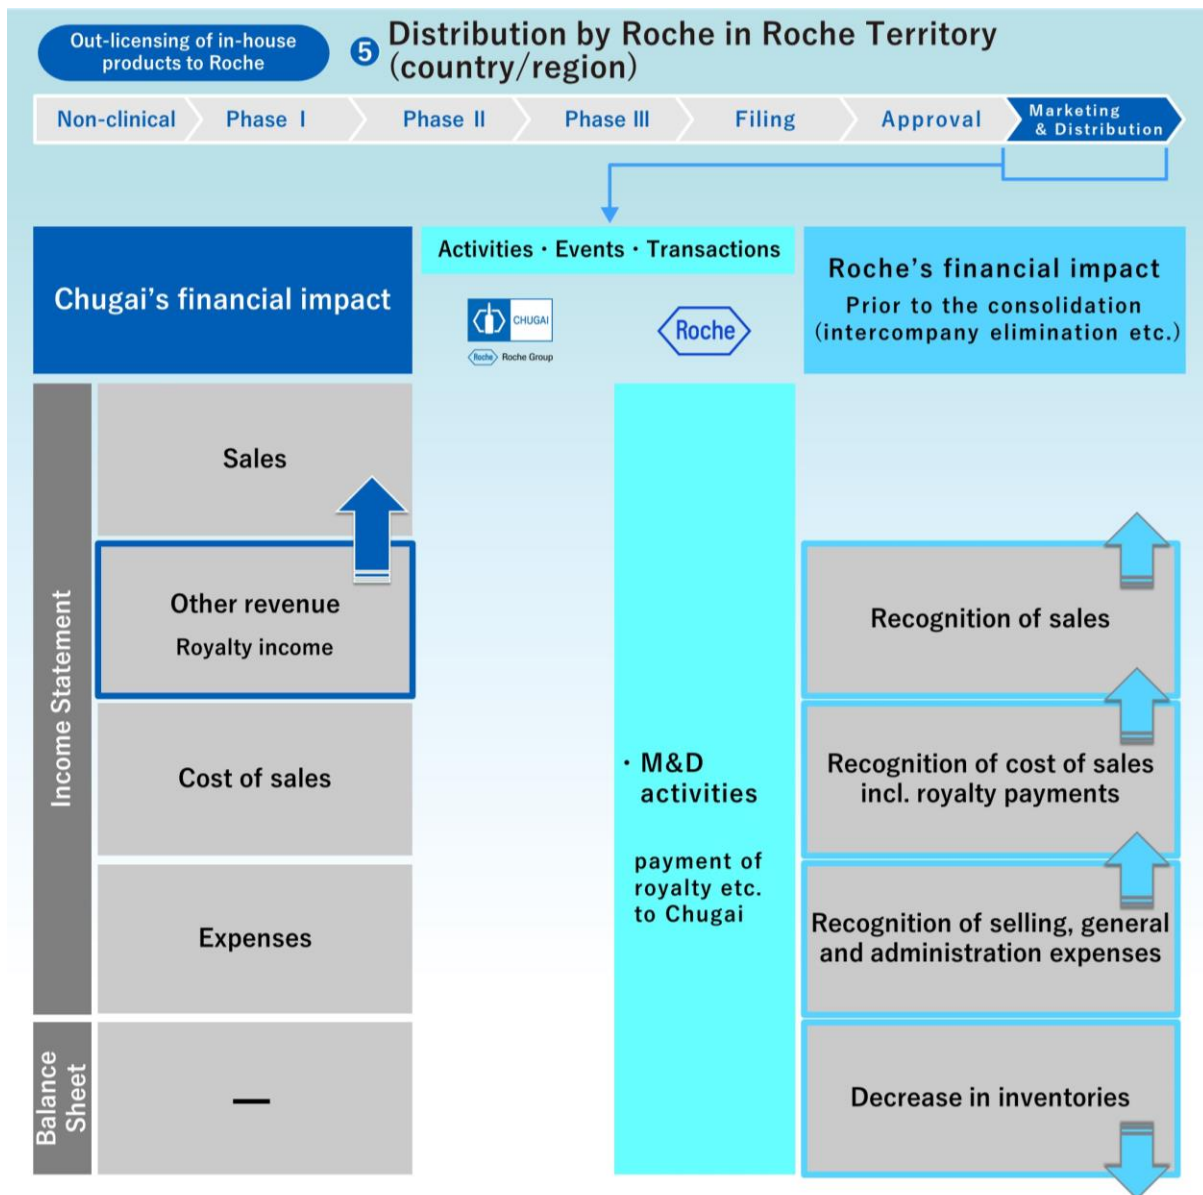 Out-licensing of in-house
products to Roche
5
Distribution by Roche in Roche Territory
(country/region)
Non-clinical
Phase I
Phase II
Phase III
Filing
Approval
Marketing
& Distribution
Chugai's financial impact
Activities・Events・Transactions
CHUGAI
Roche Roche Group
Roche
Roche's financial impact
Prior to the consolidation
(intercompany elimination etc.)
Income Statement
Sales
Other revenue
Royalty income
Cost of sales
Expenses
Balance
Sheet
—
・M&D
activities
payment of
royalty etc.
to Chugai
Recognition of sales
Recognition of cost of sales
incl. royalty payments
Recognition of selling, general
and administration expenses
Decrease in inventories